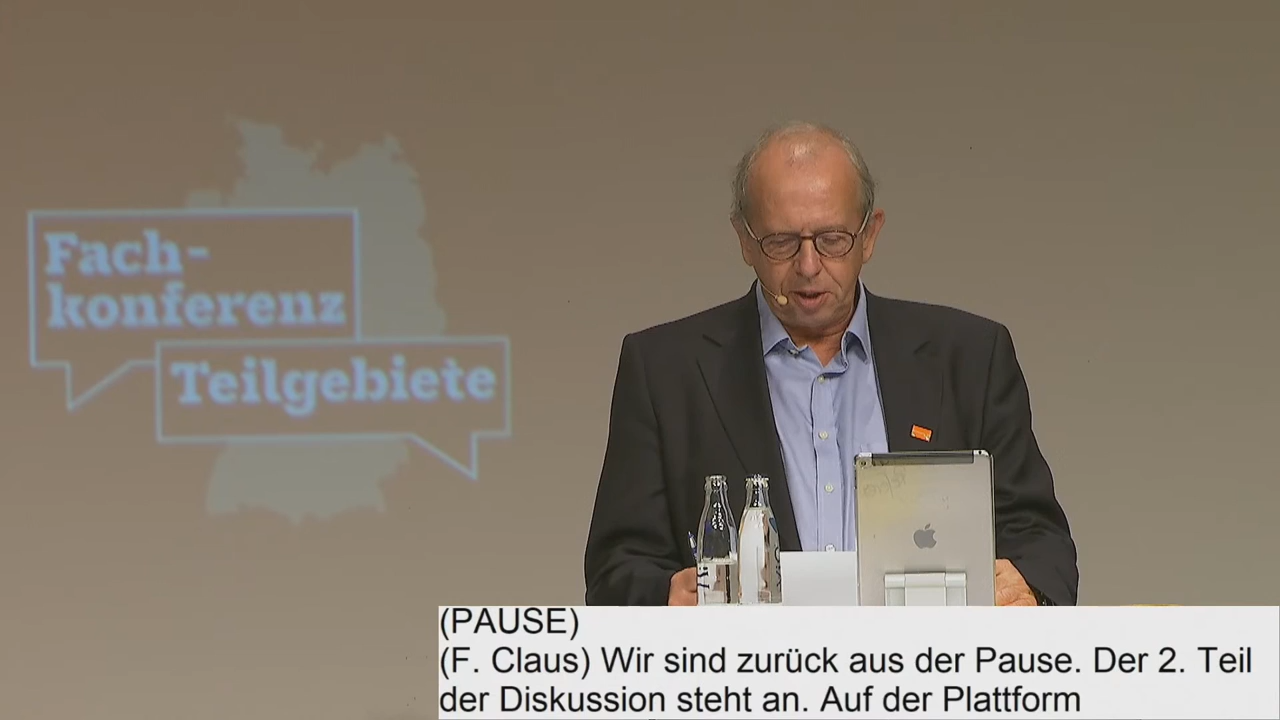 Fach-
konferenz
Teilgebiete
(PAUSE)
(F. Claus) Wir sind zurück aus der Pause. Der 2. Teil
der Diskussion steht an. Auf der Plattform